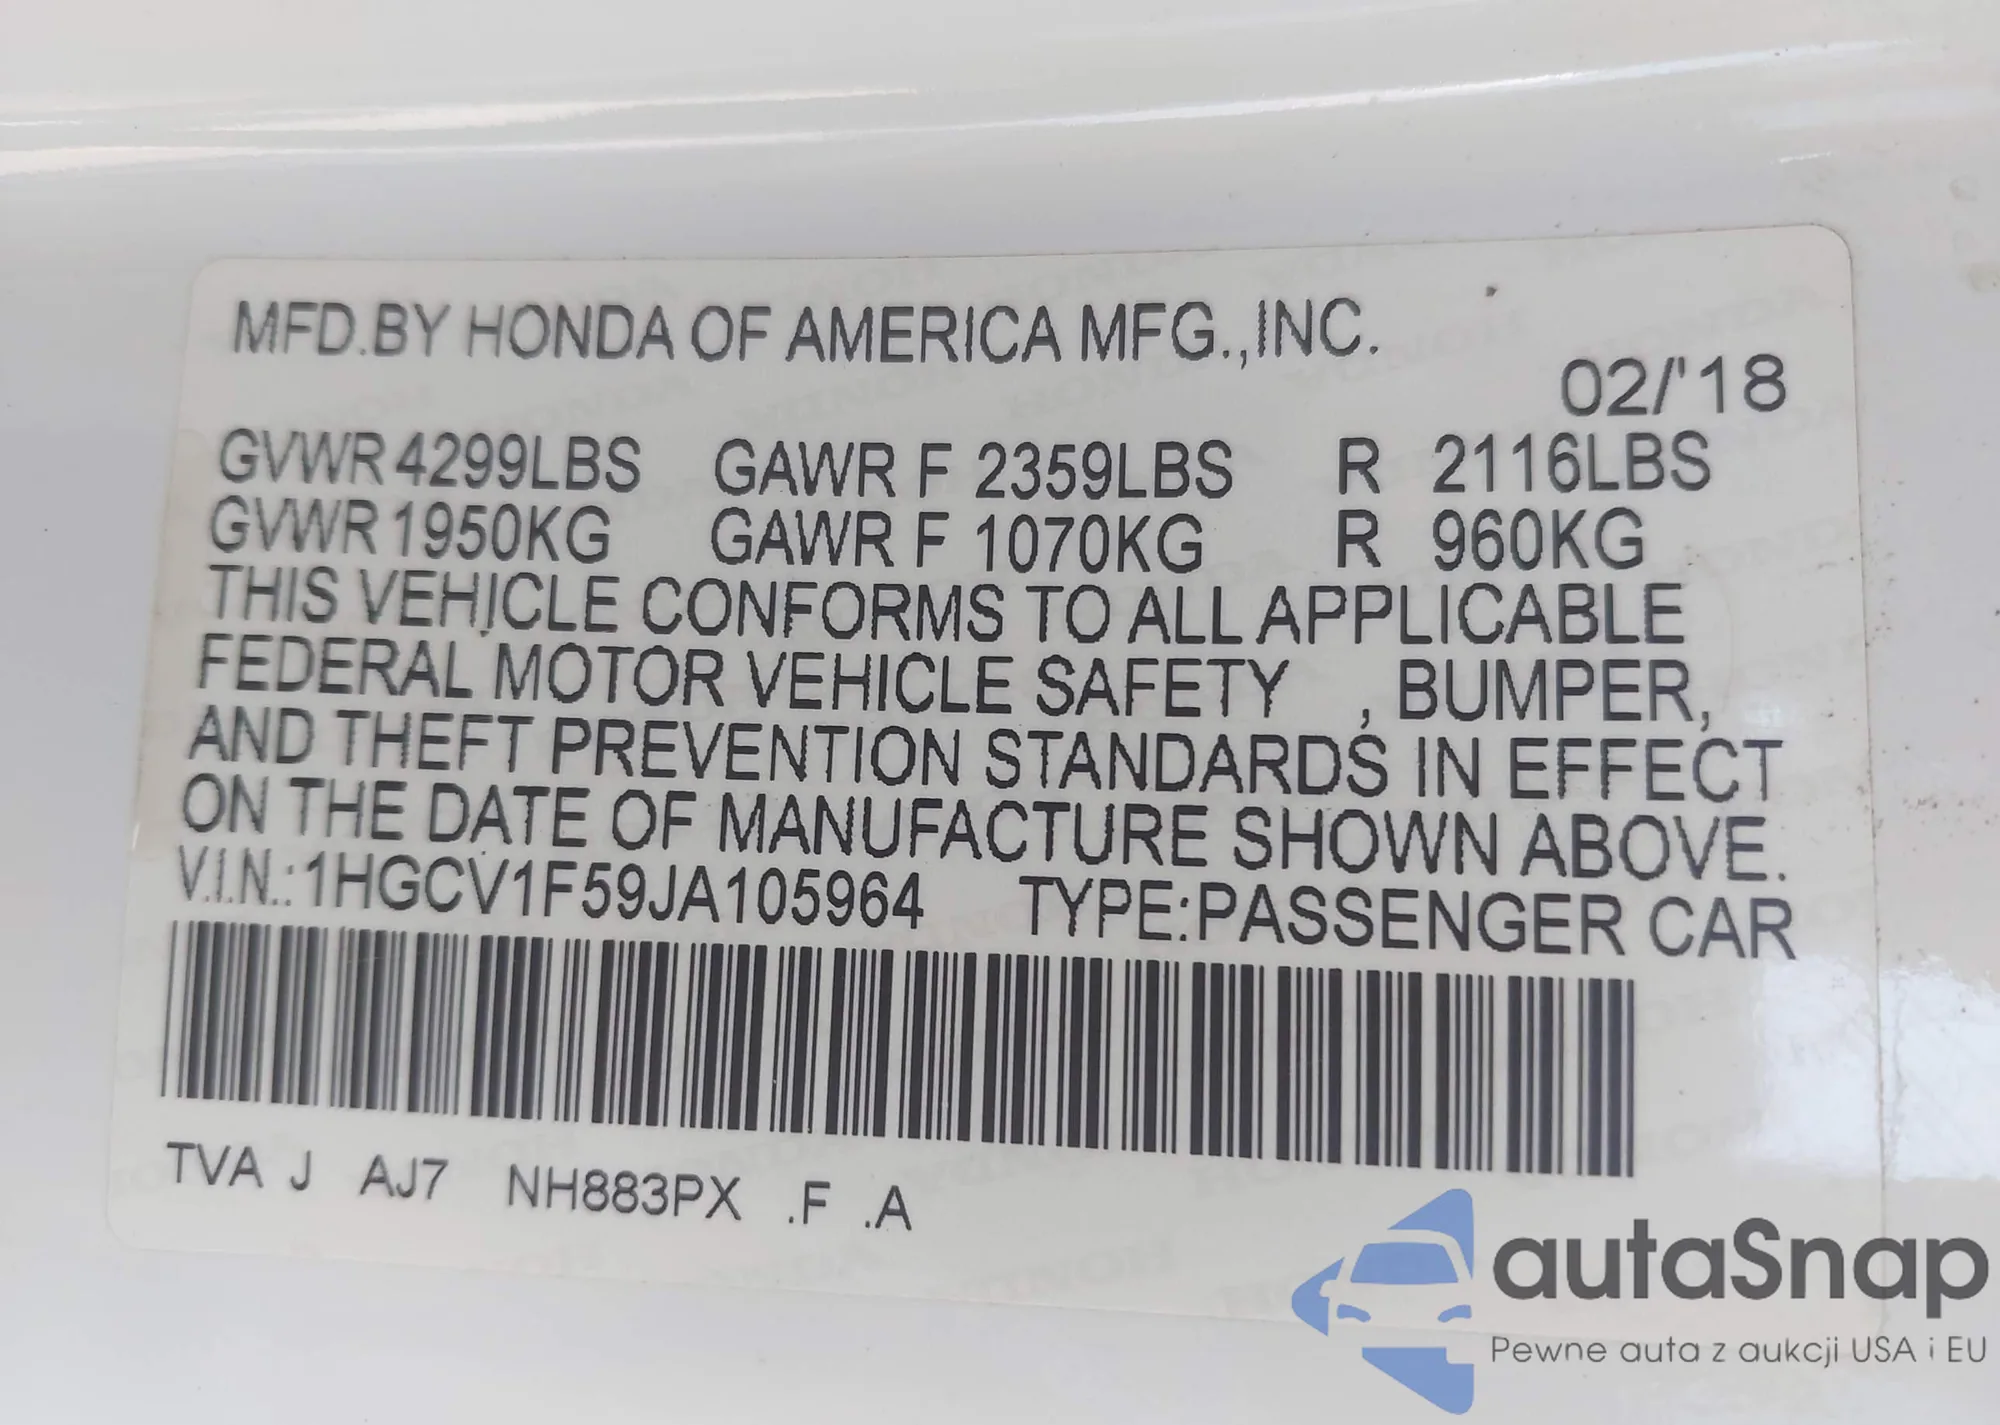 MFD.BY HONDA OF AMERICA MFG.,INC.
02/'18
GVWR 4299LBS GAWR F 2359LBS R 2116LBS
GVWR 1950KG GAWR F 1070KG R 960KG
THIS VEHICLE CONFORMS TO ALL APPLICABLE
FEDERAL MOTOR VEHICLE SAFETY , BUMPER,
AND THEFT PREVENTION STANDARDS IN EFFECT
ON THE DATE OF MANUFACTURE SHOWN ABOVE.
V.I.N.:1HGCV1F59JA105964 TYPE:PASSENGER CAR
TVA J AJ7 NH883PX .F .A
autaSnap
Pewne auta z aukcji USA i EU